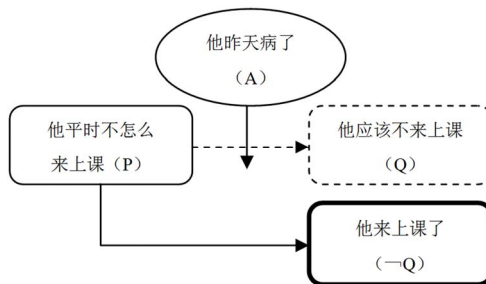 他昨天病了
（A）
他平时不怎么
来上课（P）
他应该不来上课
（Q）
他来上课了
（￢Q）